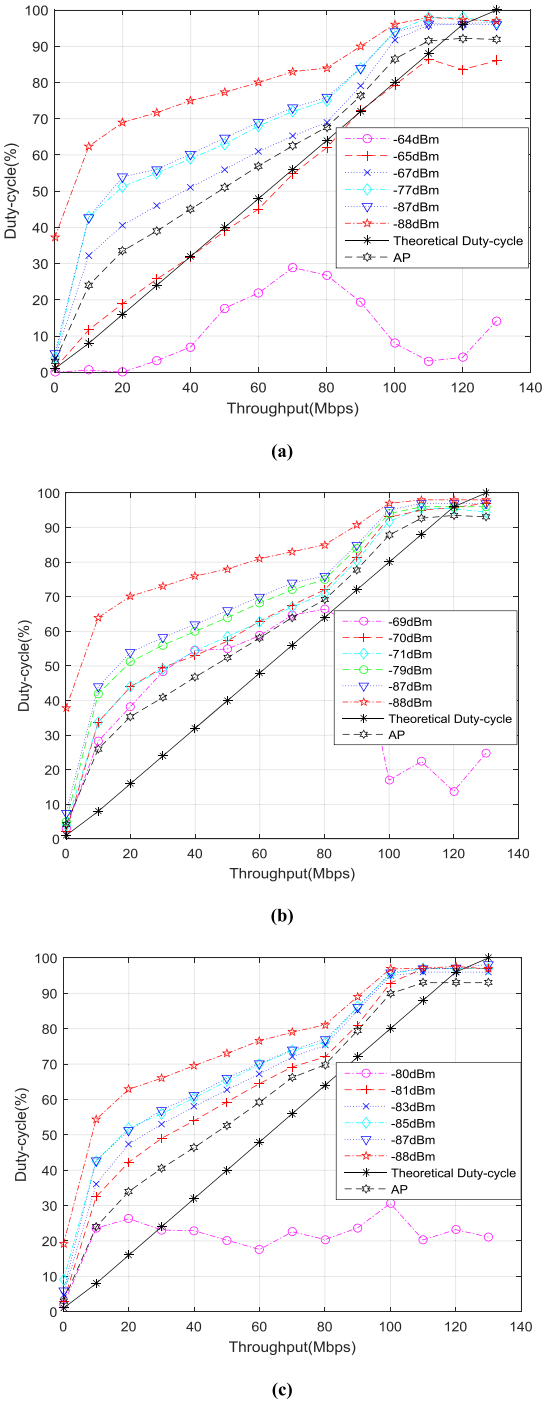 100
90
80
70
60
50
40
30
20
10
0
Duty-cycle(%)
-64dBm
-65dBm
-67dBm
-77dBm
-87dBm
-88dBm
Theoretical Duty-cycle
AP
0 20 40 60 80 100 120 140
Throughput(Mbps)
(a)
100
90
80
70
60
50
40
30
20
10
0
Duty-cycle(%)
-69dBm
-70dBm
-71dBm
-79dBm
-87dBm
-88dBm
Theoretical Duty-cycle
AP
0 20 40 60 80 100 120 140
Throughput(Mbps)
(b)
100
90
80
70
60
50
40
30
20
10
0
Duty-cycle(%)
-80dBm
-81dBm
-83dBm
-85dBm
-87dBm
-88dBm
Theoretical Duty-cycle
AP
0 20 40 60 80 100 120 140
Throughput(Mbps)
(c)